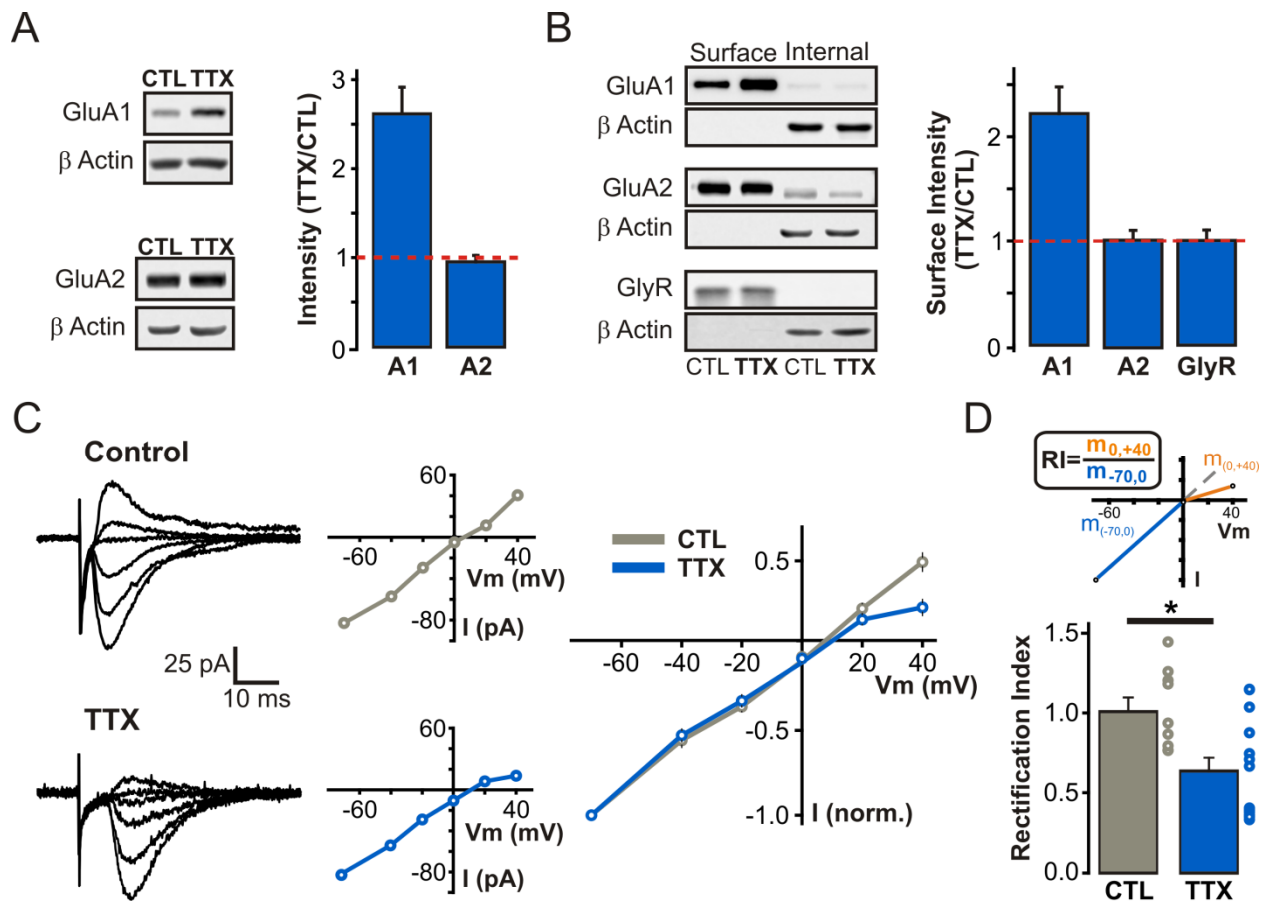 A
CTL TTX
GluA1
β Actin
CTL TTX
GluA2
β Actin
Intensity (TTX/CTL)
3
2
1
0
A1 A2
B
Surface Internal
GluA1
β Actin
GluA2
β Actin
GlyR
β Actin
CTL TTX CTL TTX
Surface Intensity
(TTX/CTL)
2
1
0
A1 A2 GlyR
C
Control
25 pA
10 ms
60
-60 40
Vm (mV)
-80
I (pA)
TTX
60
-60 40
Vm (mV)
-80
I (pA)
CTL
TTX
0.5
-60 -40 -20 20 40
Vm (mV)
-0.5
-1.0
I (norm.)
D
RI= m0,+40
m-70,0
m(0,+40)
-60 40
Vm
m(-70,0)
I
*
Rectification Index
1.5
1.0
0.5
0.0
CTL TTX